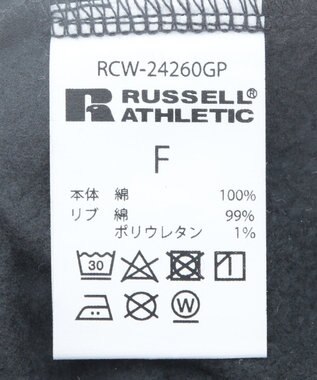 RCW-24260GP
RUSSELL®
ATHLETIC
F
本体 綿 100%
リブ 綿 99%
ポリウレタン 1%
30
W